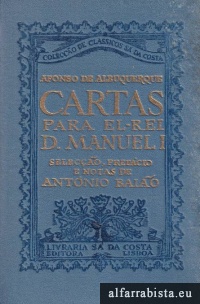 COLECÇÃO DE CLÁSSICOS SÁ DA COSTA
AFONSO DE ALBUQUERQUE
CARTAS
PARA EL-REI
D. MANUEL I
SELECÇÃO, PREFÁCIO
E NOTAS DE
ANTÓNIO BAIÃO
LIVRARIA SÁ DA COSTA
EDITORA LISBOA
alfarrabista.eu